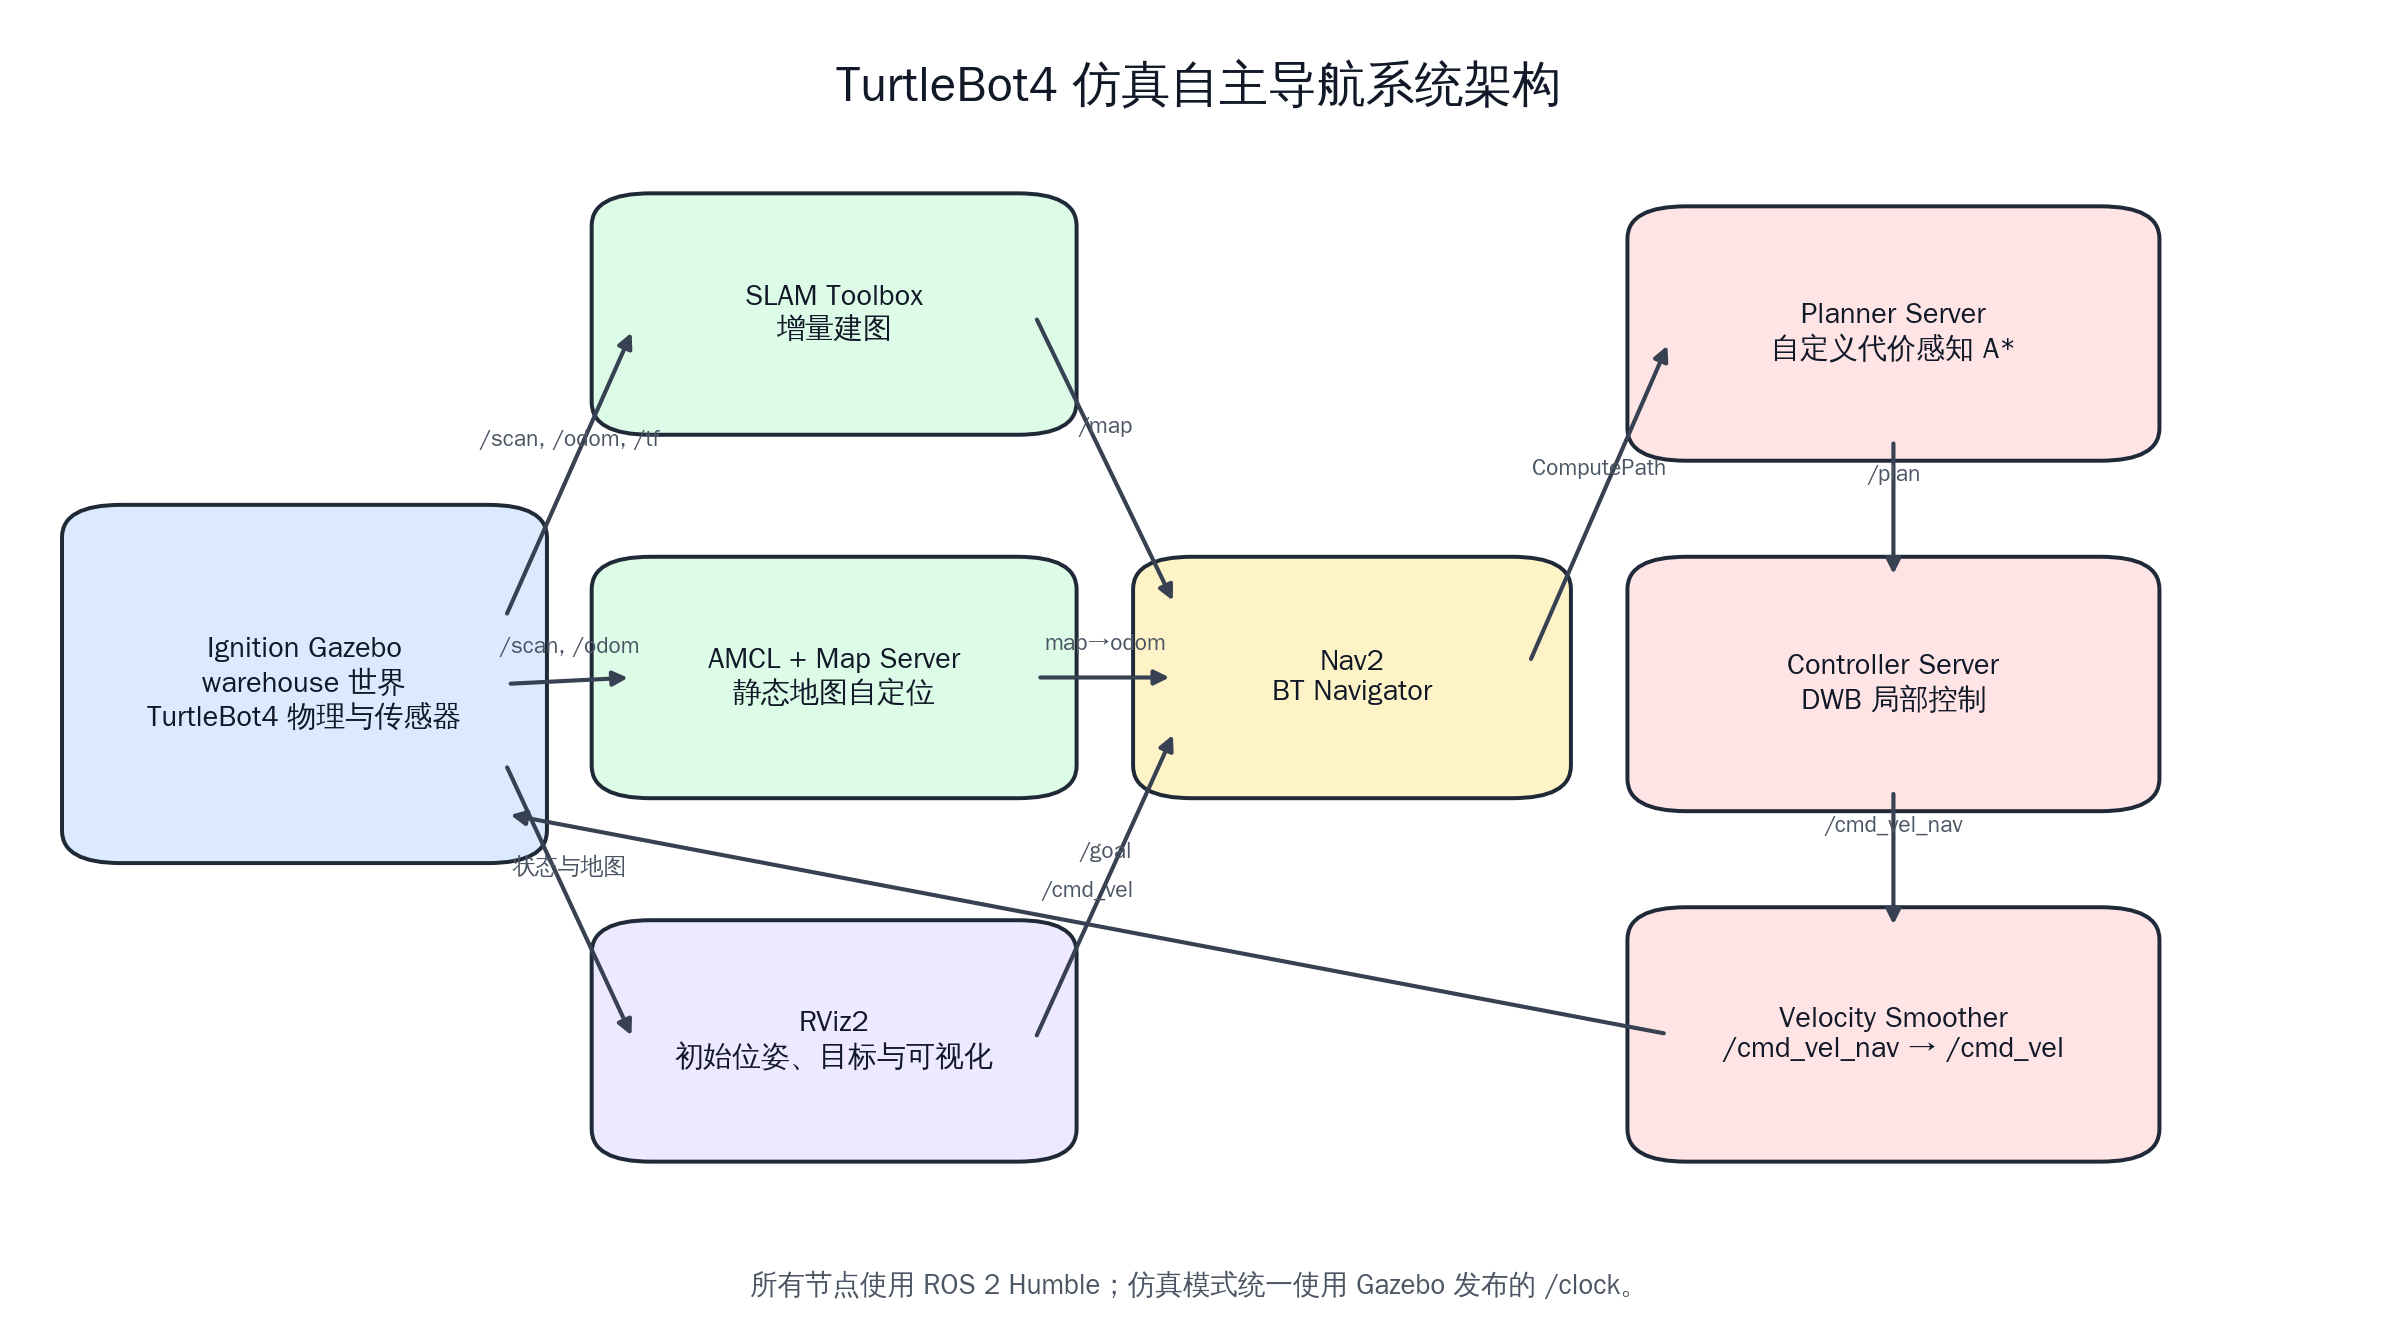 TurtleBot4 仿真自主导航系统架构
SLAM Toolbox
增量建图
Planner Server
自定义代价感知 A*
/scan, /odom, /tf
/map
ComputePath
/plan
Ignition Gazebo
warehouse 世界
TurtleBot4 物理与传感器
/scan, /odom
AMCL + Map Server
静态地图自定位
map→odom
Nav2
BT Navigator
Controller Server
DWB 局部控制
状态与地图
/goal
/cmd_vel
/cmd_vel_nav
RViz2
初始位姿、目标与可视化
Velocity Smoother
/cmd_vel_nav → /cmd_vel
所有节点使用 ROS 2 Humble；仿真模式统一使用 Gazebo 发布的 /clock。